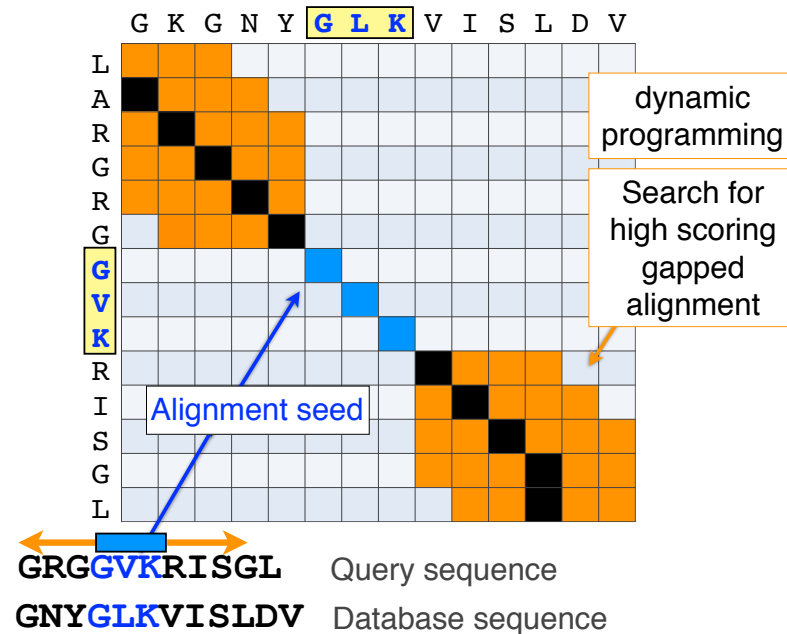 G K G N Y G L K V I S L D V
L
A
R
G
R
G
G
V
K
R
I
S
G
L
dynamic
programming
Search for
high scoring
gapped
alignment
Alignment seed
GRGGVKRISGL Query sequence
GNYGLKVISLDV Database sequence